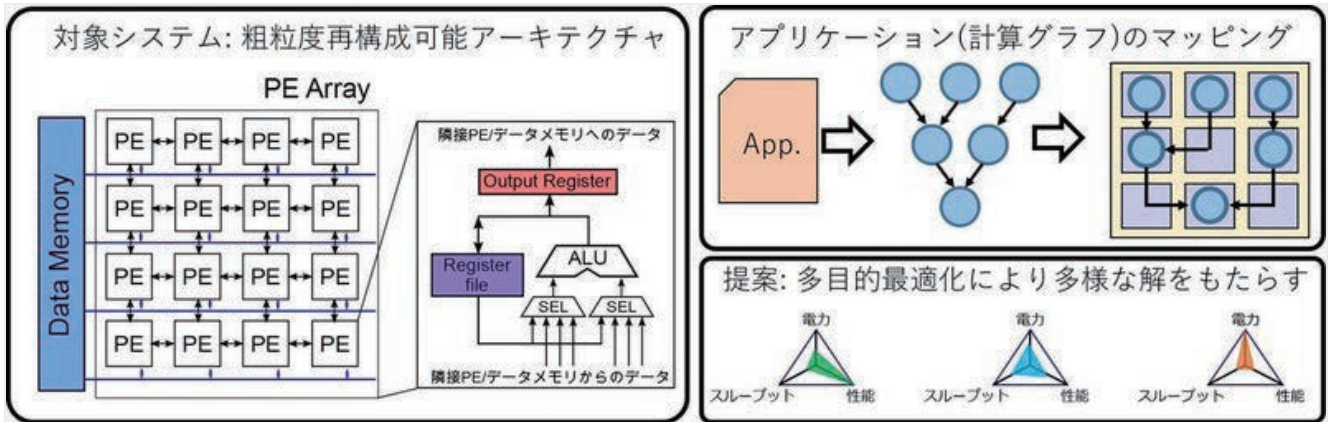 対象システム: 粗粒度再構成可能アーキテクチャ
PE Array
Data Memory
PE PE PE PE
PE PE PE PE
PE PE PE PE
PE PE PE PE
隣接PE/データメモリへのデータ
Output Register
Register
file
ALU
SEL SEL
隣接PE/データメモリからのデータ
アプリケーション(計算グラフ)のマッピング
App.
提案: 多目的最適化により多様な解をもたらす
電力 電力 電力
スループット 性能 スループット 性能 スループット 性能